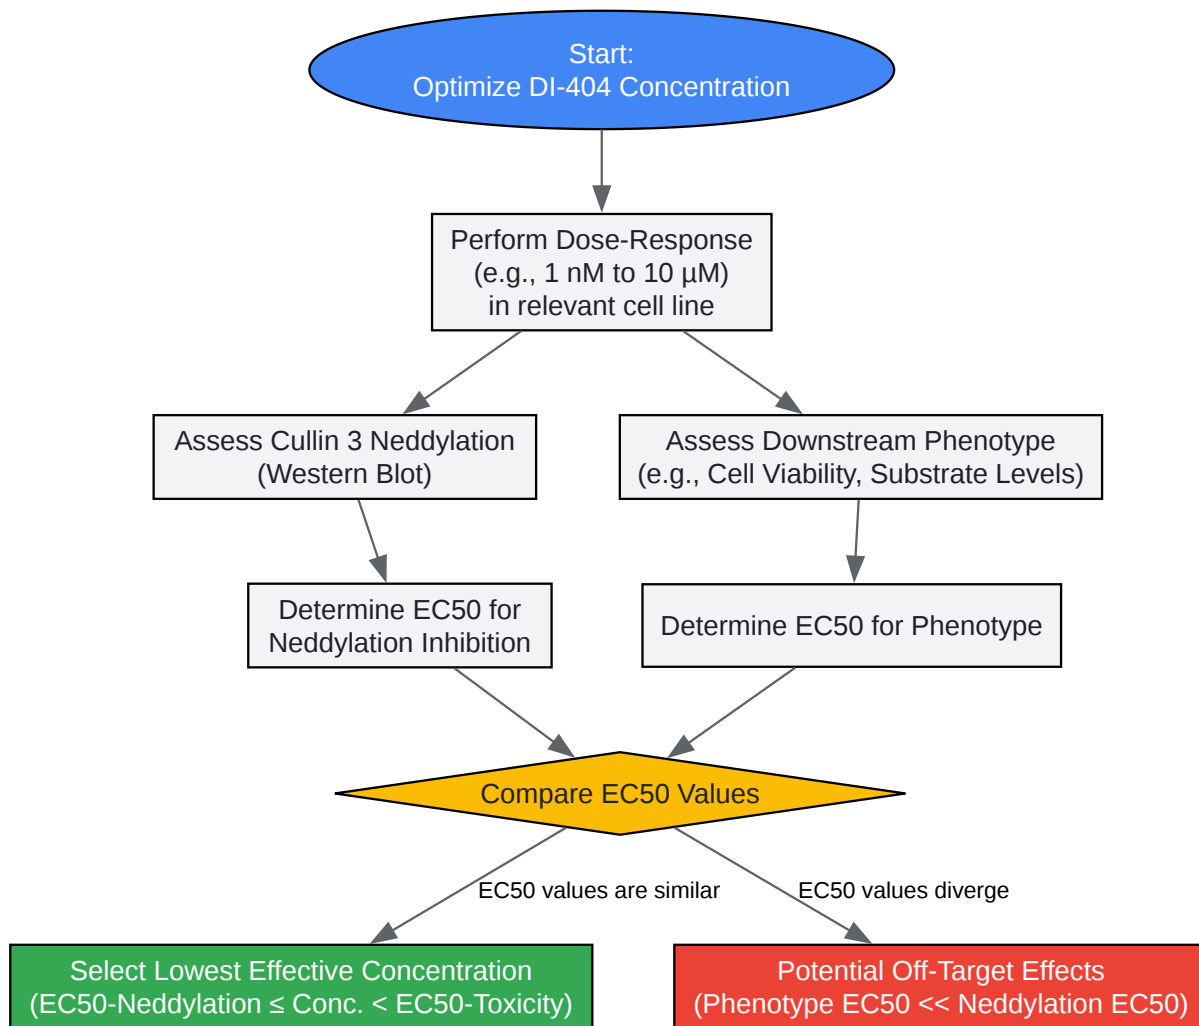 Start:
Optimize DI-404 Concentration
Perform Dose-Response
(e.g., 1 nM to 10 µM)
in relevant cell line
Assess Cullin 3 Neddylation
(Western Blot)
Assess Downstream Phenotype
(e.g., Cell Viability, Substrate Levels)
Determine EC50 for
Neddylation Inhibition
Determine EC50 for Phenotype
Compare EC50 Values
EC50 values are similar
EC50 values diverge
Select Lowest Effective Concentration
(EC50-Neddylation ≤ Conc. < EC50-Toxicity)
Potential Off-Target Effects
(Phenotype EC50 << Neddylation EC50)